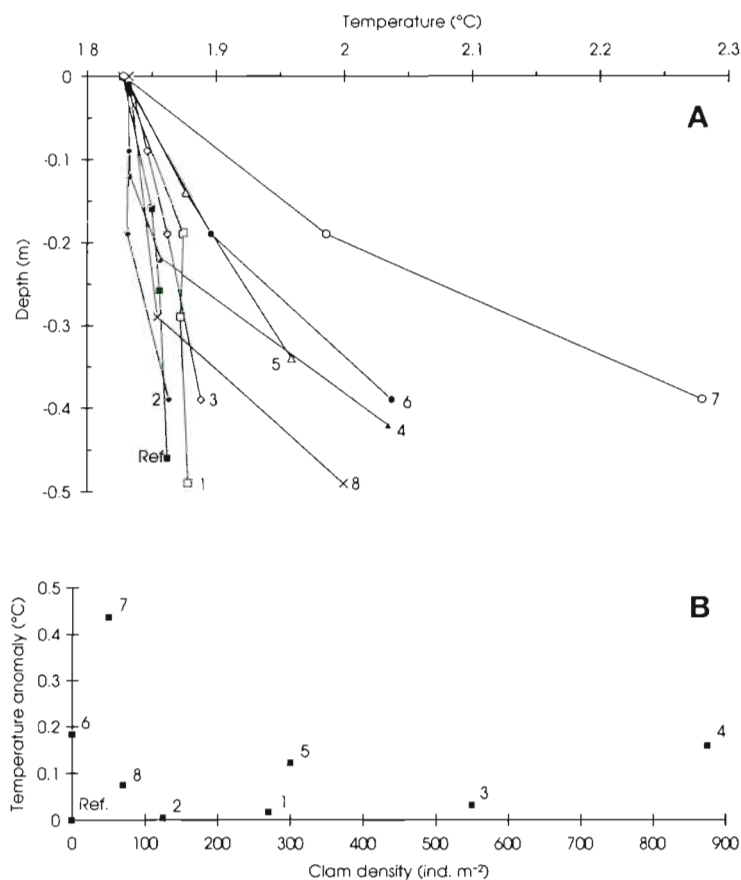 Temperature (°C)
1 8 1.9 2 2.1 2.2 2.3
A
0
-0.1
-0.2
-0.3
-0.4
-0.5
Depth (m)
5
2
3
6
4
7
Ref
1
8
B
0.5
0.4
0.3
0.2
0.1
0
Temperature anomaly (°C)
7
6
8
5
4
Ref.
2
1
3
100 200 300 400 500 600 700 800 900
Clam density (ind. m⁻²)